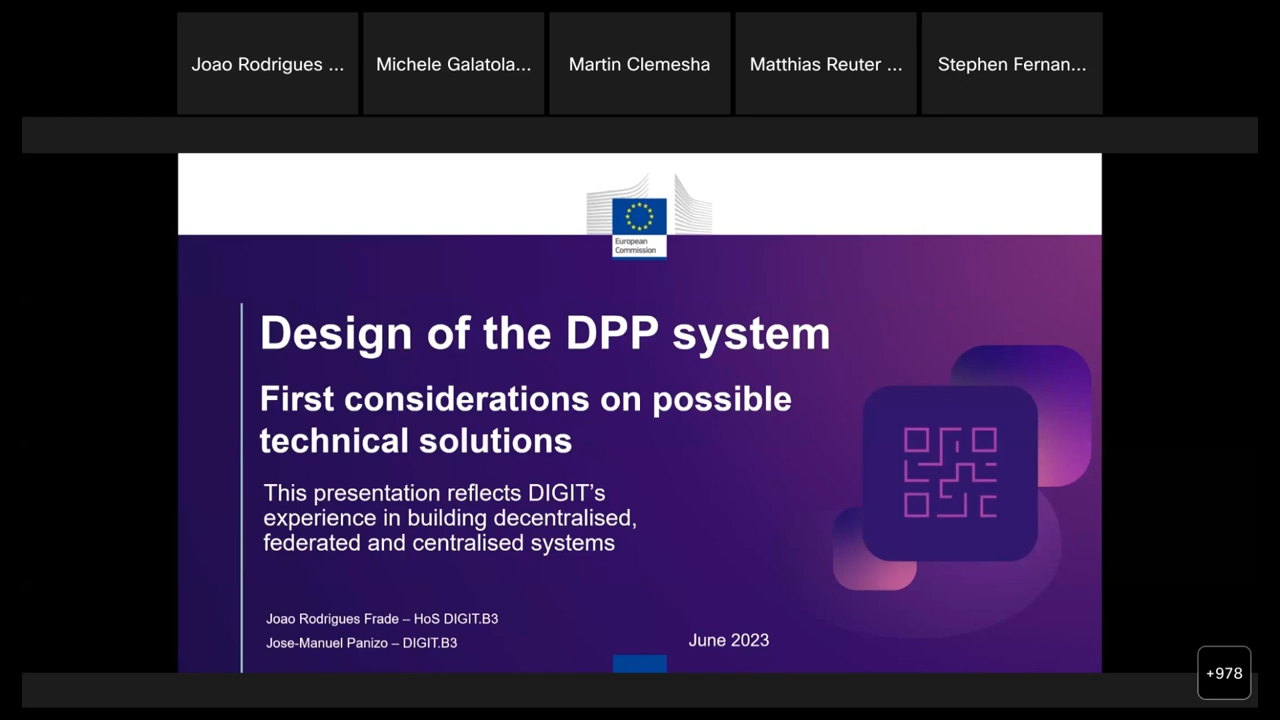 Joao Rodrigues ...
Michele Galatola...
Martin Clemesha
Matthias Reuter ...
Stephen Fernan...
European
Commission
Design of the DPP system
First considerations on possible
technical solutions
This presentation reflects DIGIT’s
experience in building decentralised,
federated and centralised systems
Joao Rodrigues Frade – HoS DIGIT.B3
Jose-Manuel Panizo – DIGIT.B3
June 2023
+978